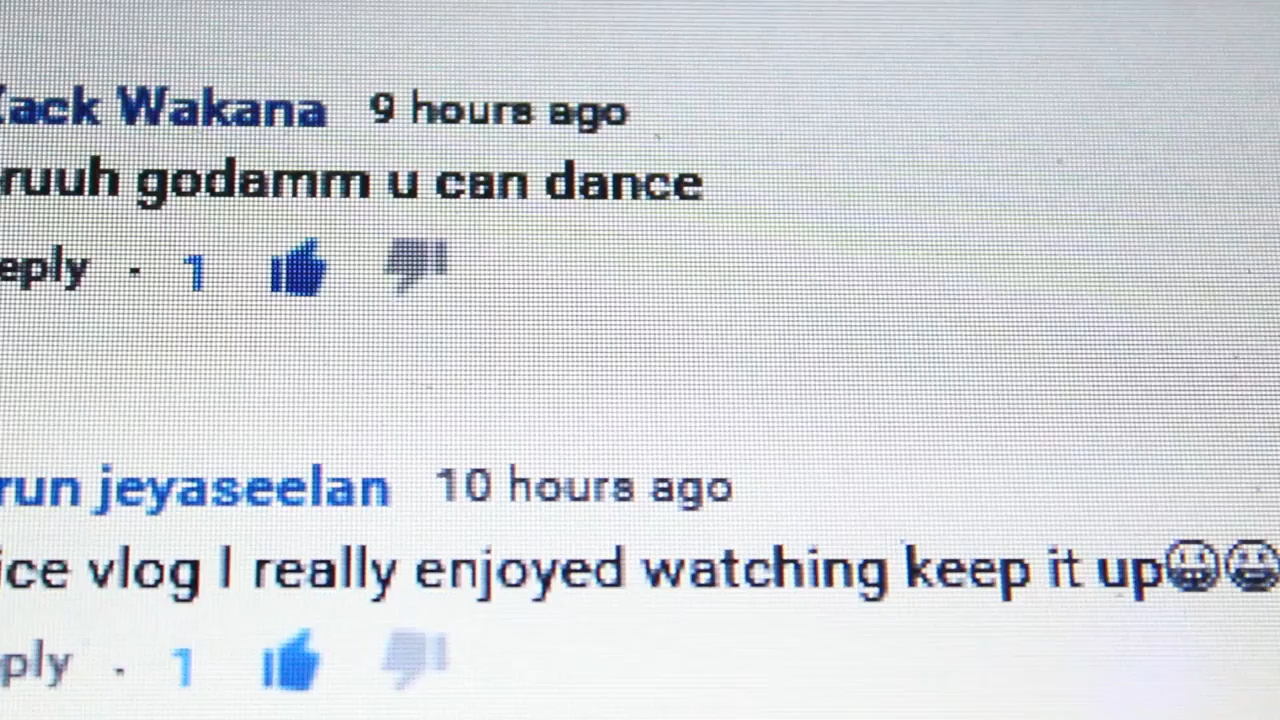 Zack Wakana 9 hours ago
ruuh godamm u can dance
eply · 1
run jeyaseelan 10 hours ago
ice vlog I really enjoyed watching keep it up😀😀
ply · 1